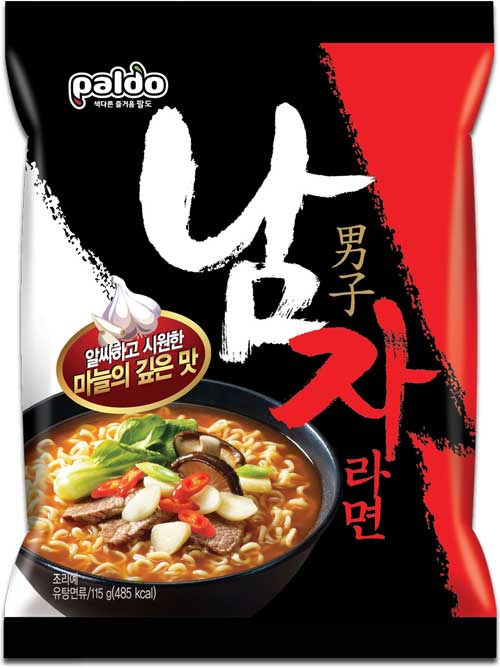 paldo
색다른 즐거움 팔도
남자
男子
라면
알싸하고 시원한
마늘의 깊은 맛
조리예
유탕면류/115 g(485 kcal)